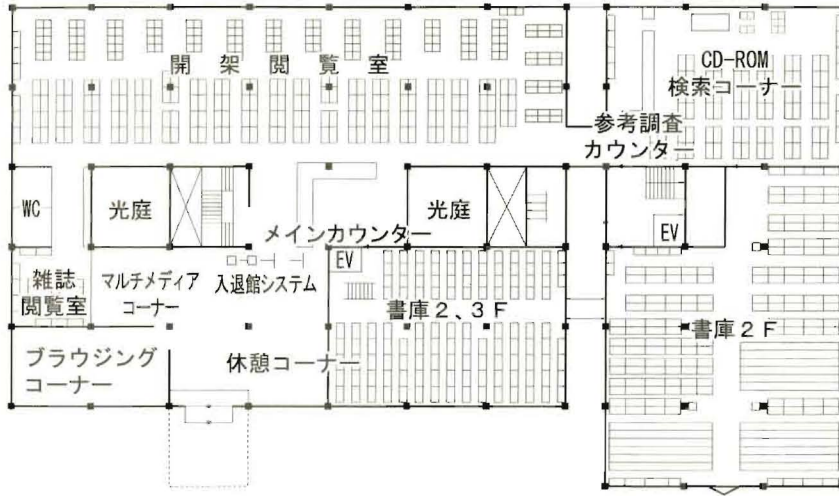 開架閲覧室
CD-ROM
検索コーナー
参考調査
カウンター
WC
光庭
メインカウンター
光庭
EV
雑誌
閲覧室
マルチメディア
コーナー
入退館システム
EV
書庫2、3F
書庫2F
ブラウジング
コーナー
休憩コーナー